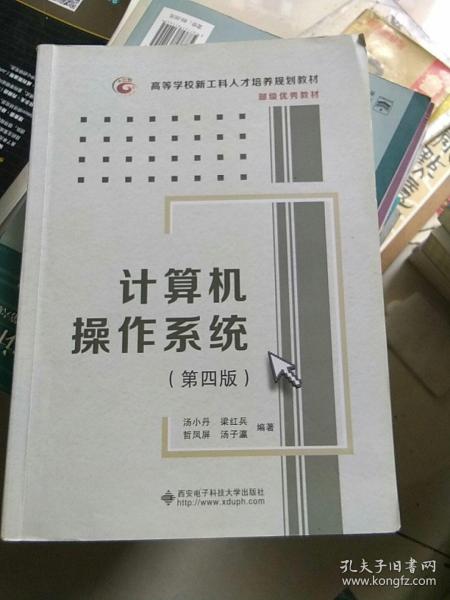 高等学校新工科人才培养规划教材
部级优秀教材
计算机
操作系统
(第四版)
汤小丹 梁红兵
哲凤屏 汤子瀛
编著
西安电子科技大学出版社
http://www.xduph.com
孔夫子旧书网
www.kongfz.com